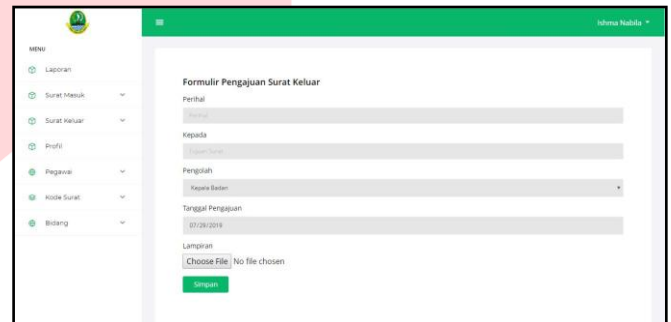 Ishma Nabila
MENU
Laporan
Surat Masuk
Surat Keluar
Profil
Pegawai
Kode Surat
Bidang
Formulir Pengajuan Surat Keluar
Perihal
Perihal
Kepada
Tujuan Surat
Pengolah
Kepala Badan
Tanggal Pengajuan
07/28/2019
Lampiran
Choose File No file chosen
Simpan